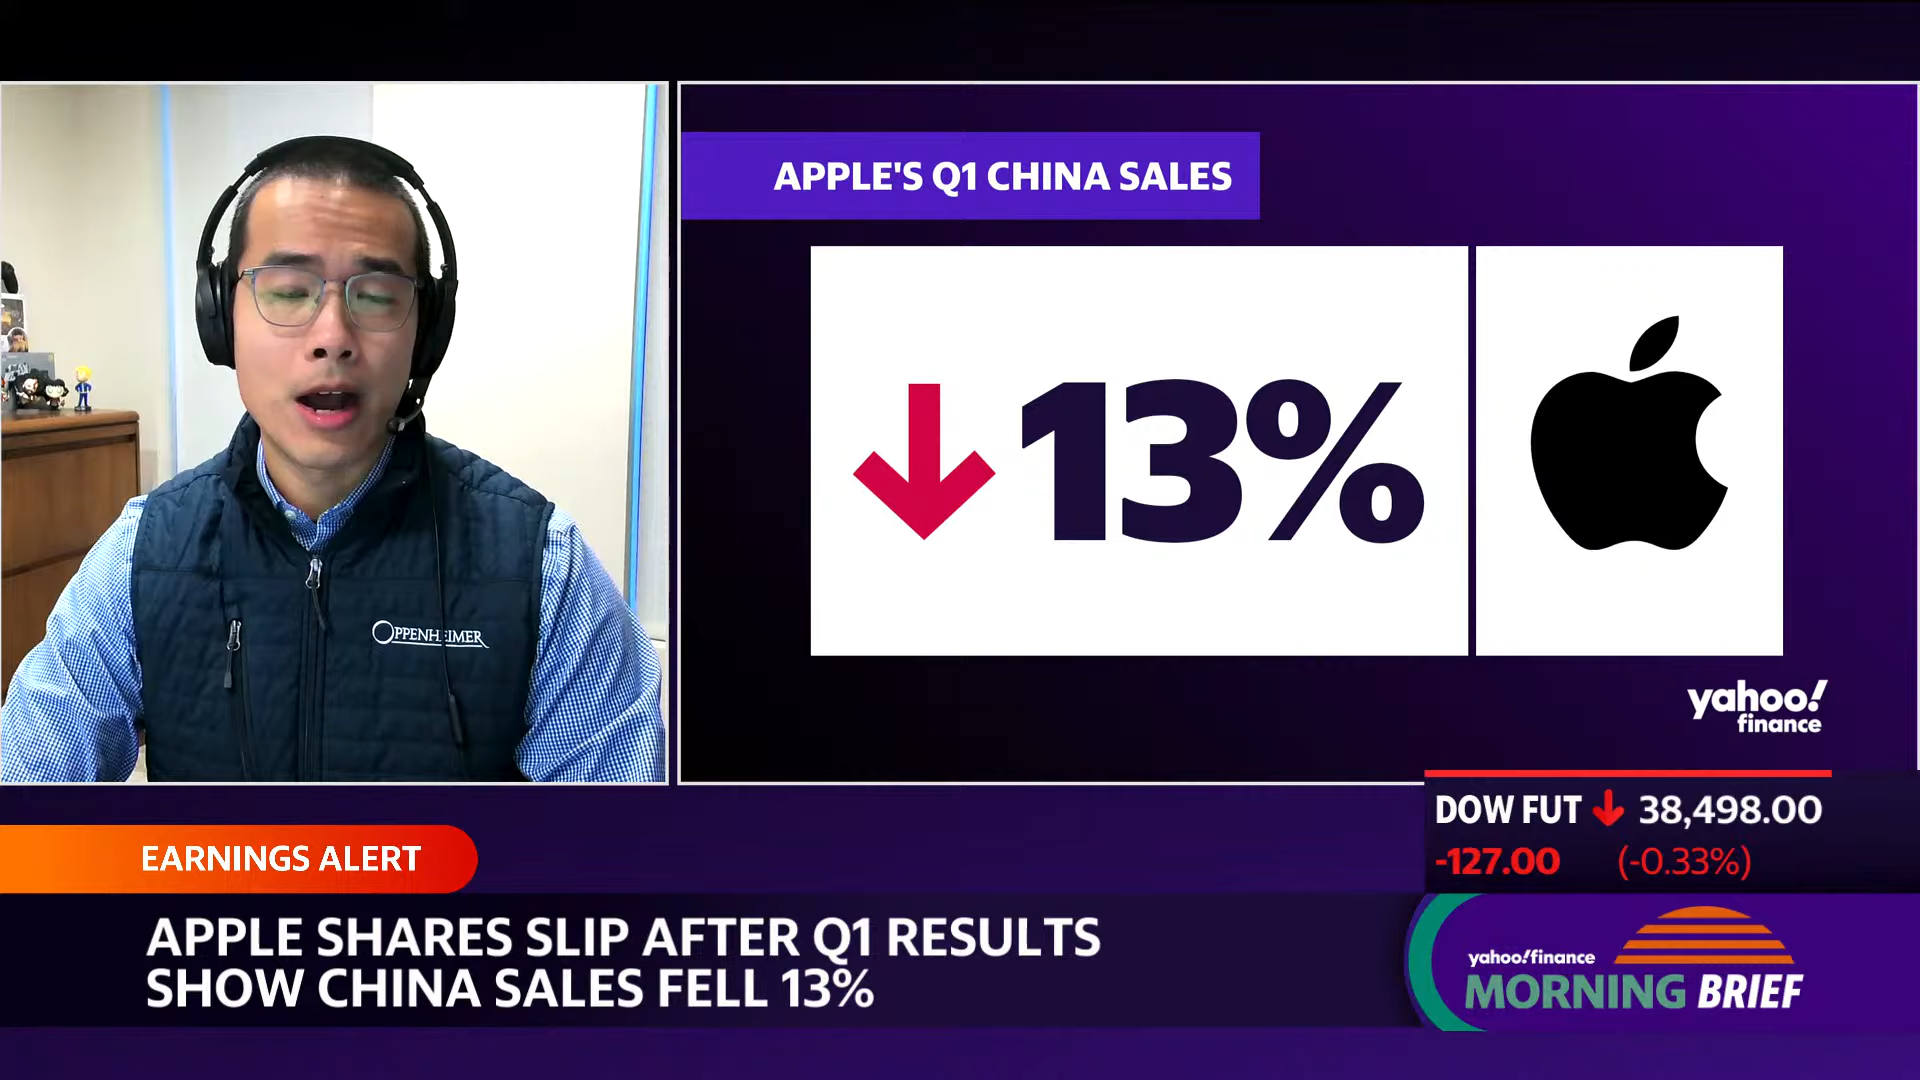 APPLE'S Q1 CHINA SALES
13%
OPPENHEIMER
yahoo!
finance
DOW FUT 38,498.00
-127.00 (-0.33%)
EARNINGS ALERT
APPLE SHARES SLIP AFTER Q1 RESULTS
SHOW CHINA SALES FELL 13%
yahoo!finance
MORNING BRIEF